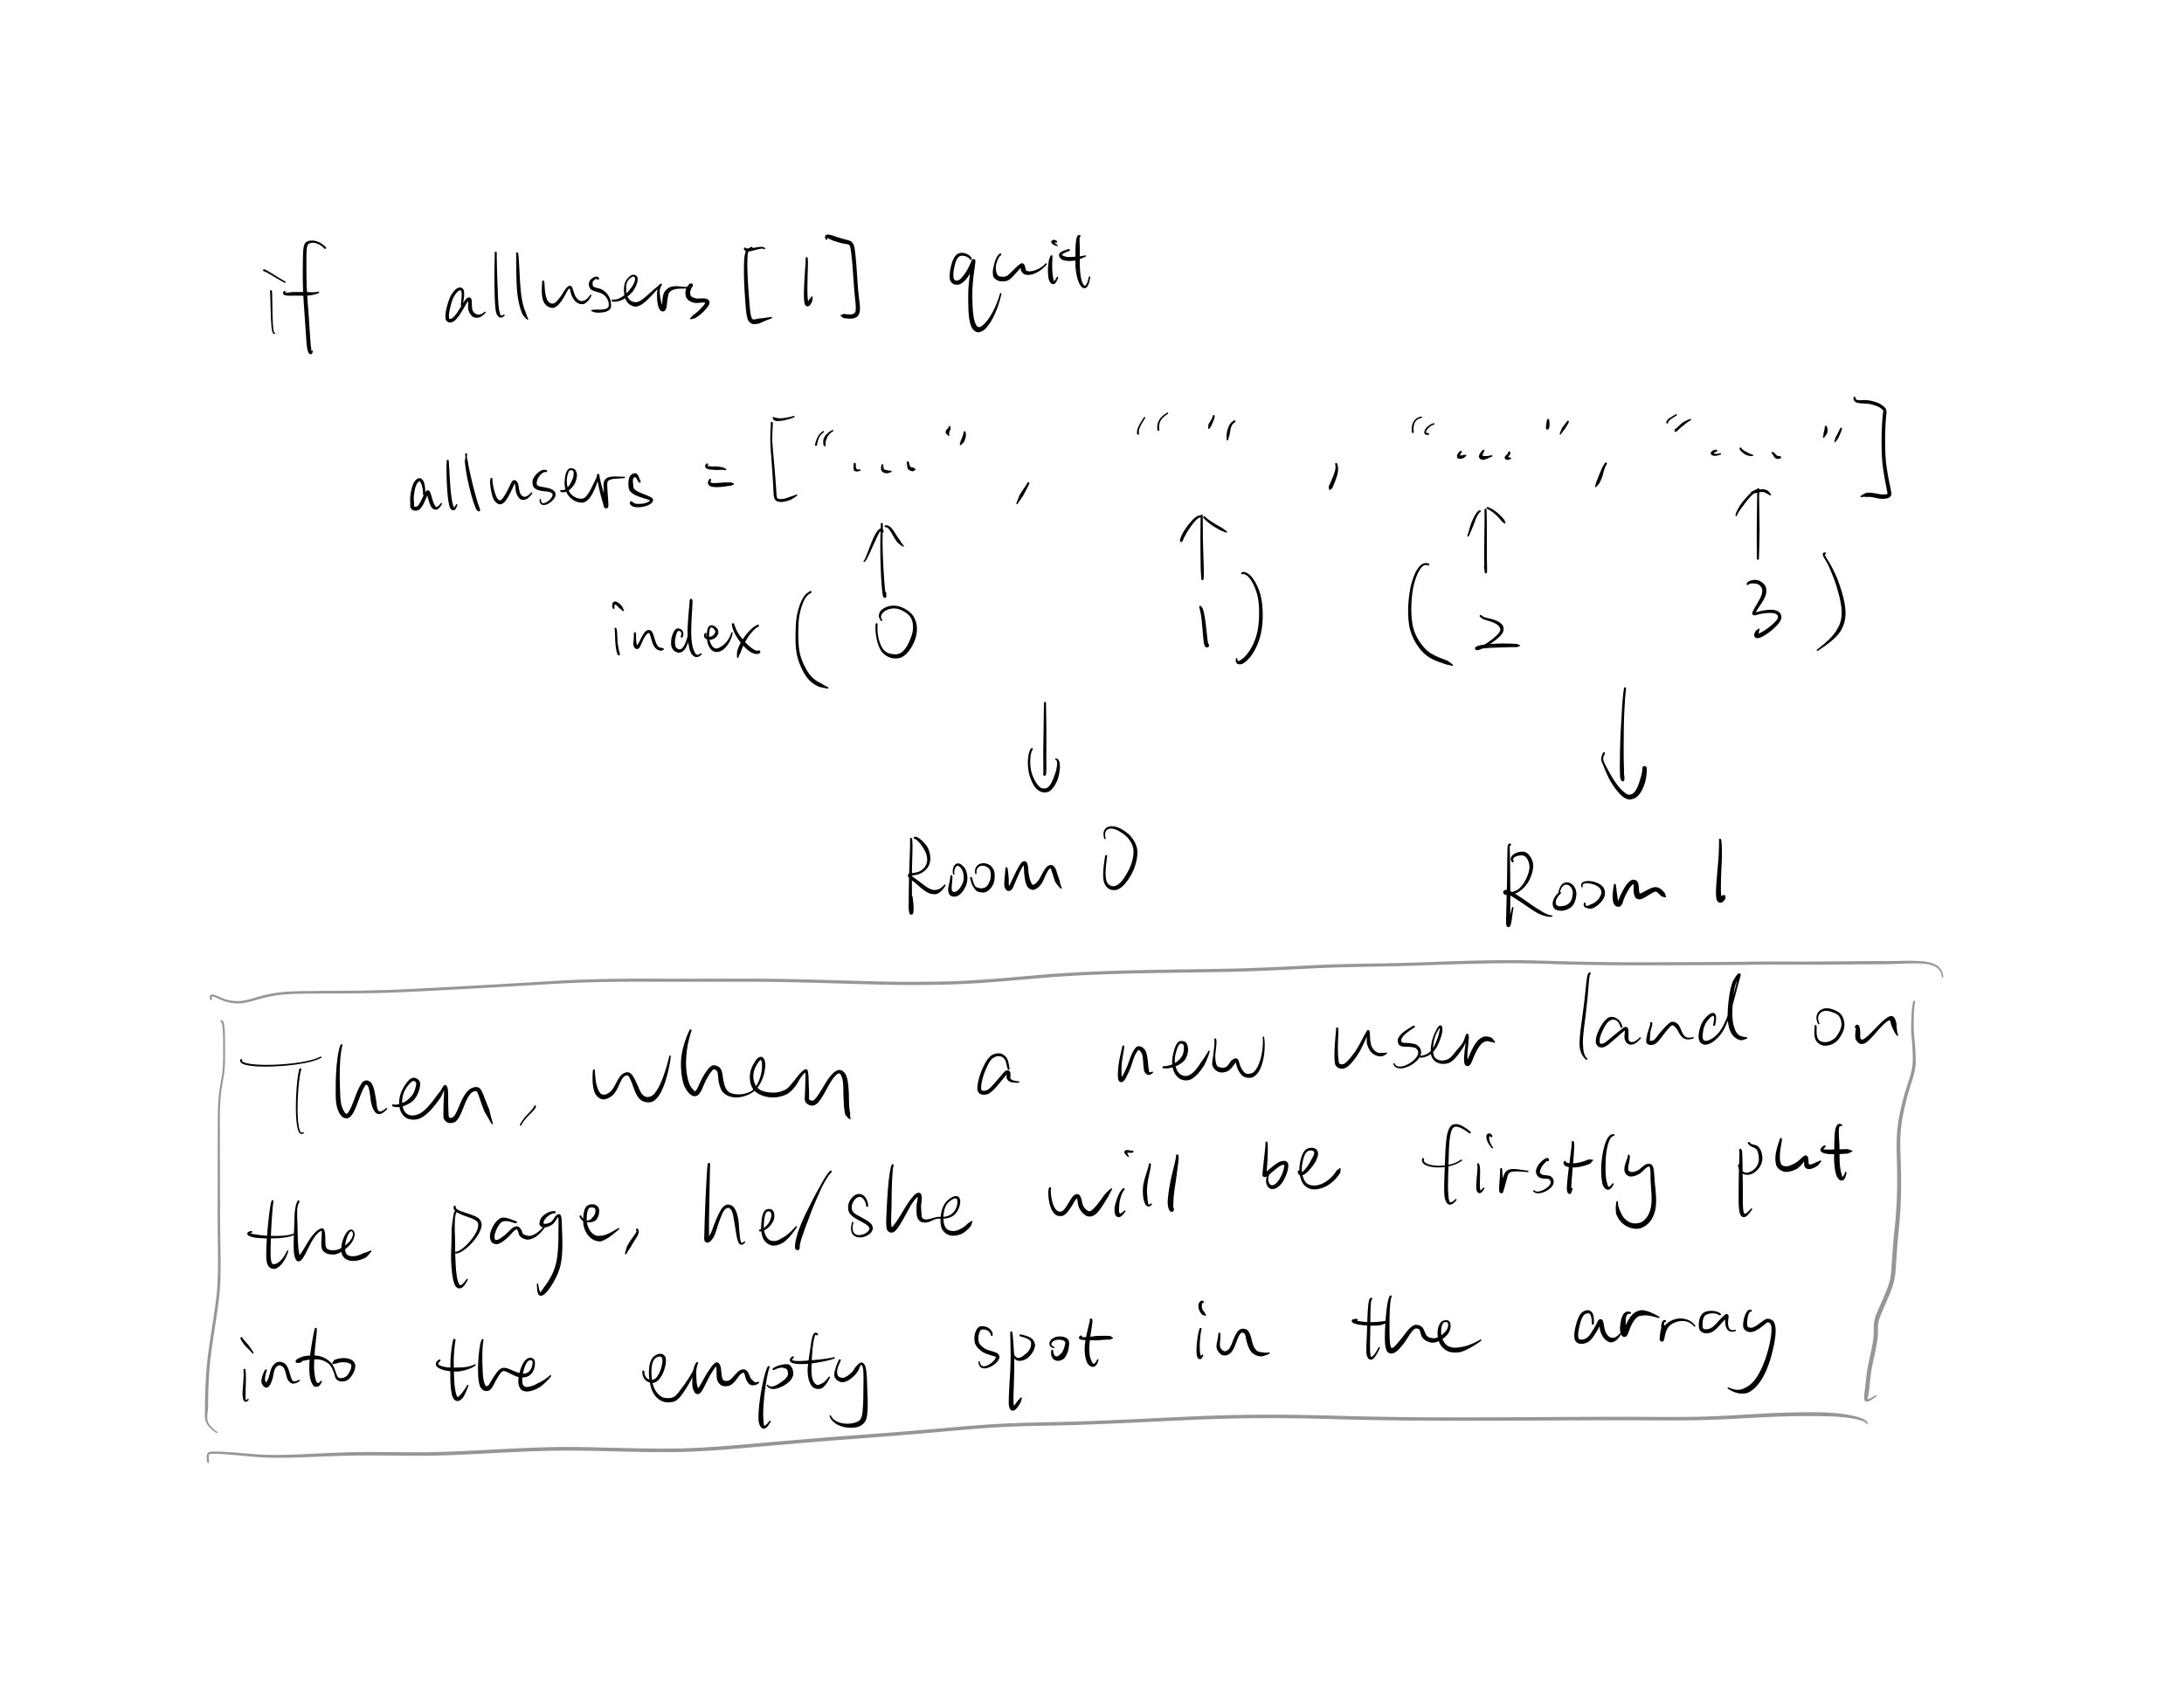 if allusers [1] quit
allusers = ["...", "", "...", "..."]
index (0 1) (2 3)
Room 0 Room 1
Then, when a new user land on
the page, he/she will be firstly put
into the empty spot in the array